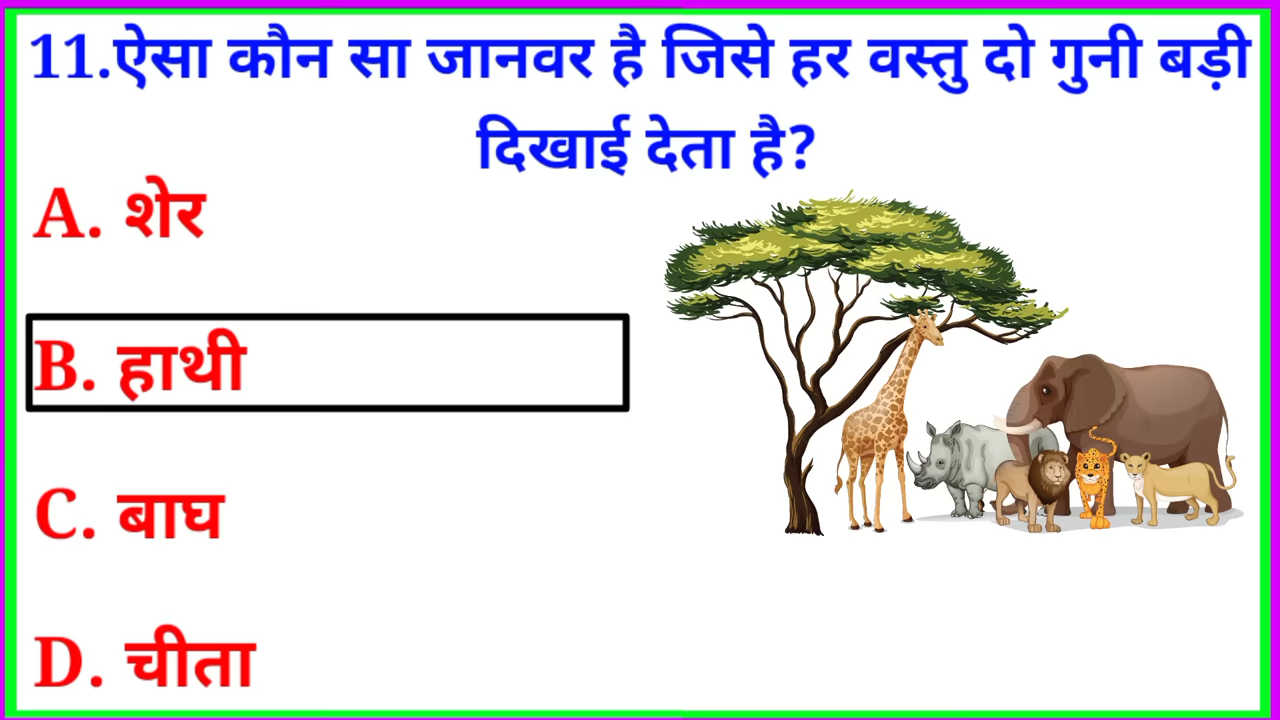 11.ऐसा कौन सा जानवर है जिसे हर वस्तु दो गुनी बड़ी
दिखाई देता है?
A. शेर
B. हाथी
C. बाघ
D. चीता